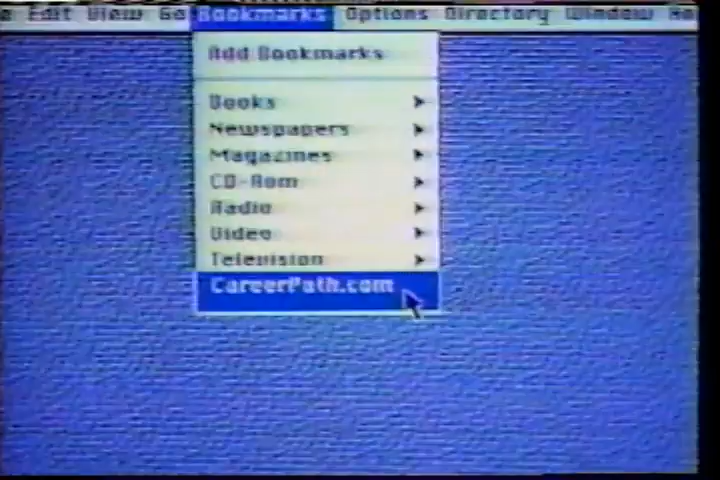 Edit View Go Bookmarks Options Directory Window
Add Bookmarks
Books
Newspapers
Magazines
CD-Rom
Radio
Video
Television
CareerPath.com